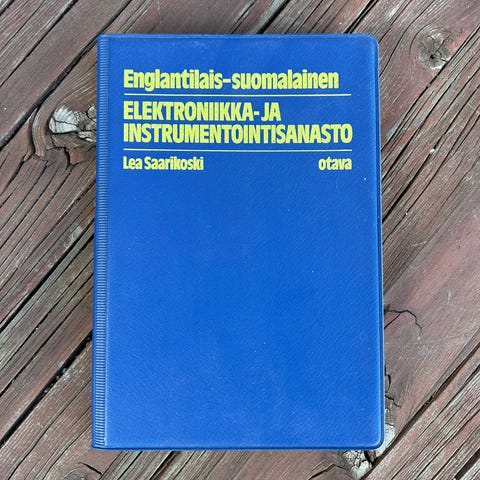 Englantilais-suomalainen
ELEKTRONIIKKA- JA
INSTRUMENTOINTISANASTO
Lea Saarikoski otava